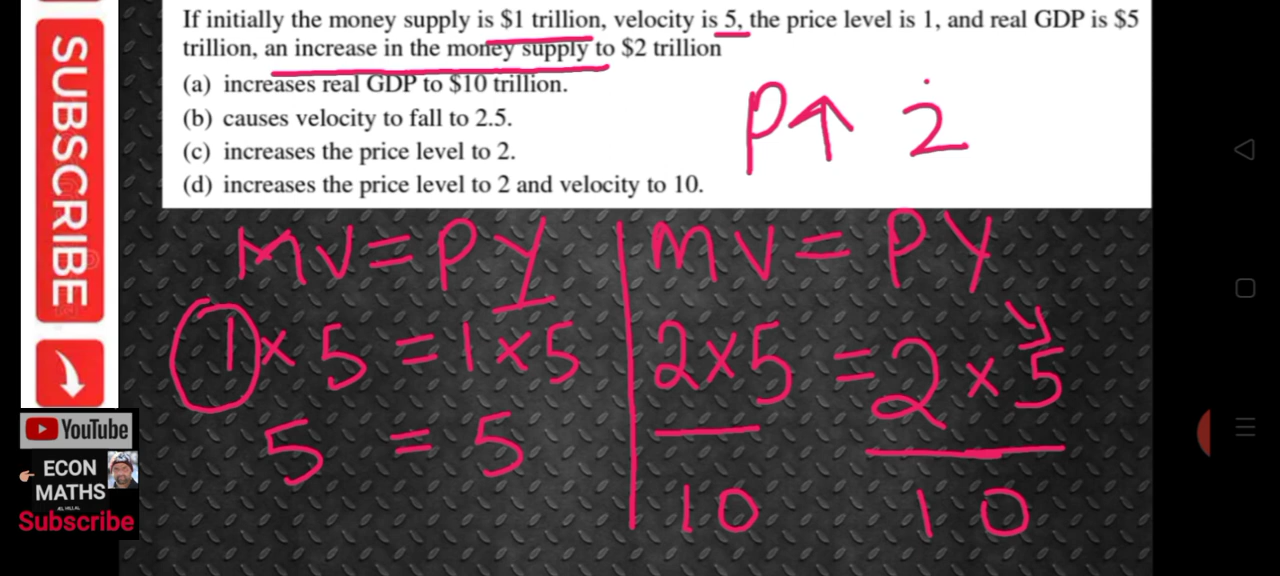 If initially the money supply is $1 trillion, velocity is 5, the price level is 1, and real GDP is $5
trillion, an increase in the money supply to $2 trillion
(a) increases real GDP to $10 trillion.
(b) causes velocity to fall to 2.5.
(c) increases the price level to 2.
(d) increases the price level to 2 and velocity to 10.
P↑ 2
MV = PY
1 × 5 = 1 × 5
5 = 5
MV = PY
2 × 5 = 2 × 5
10 10
SUBSCRIBE
YouTube
ECON
MATHS
Subscribe